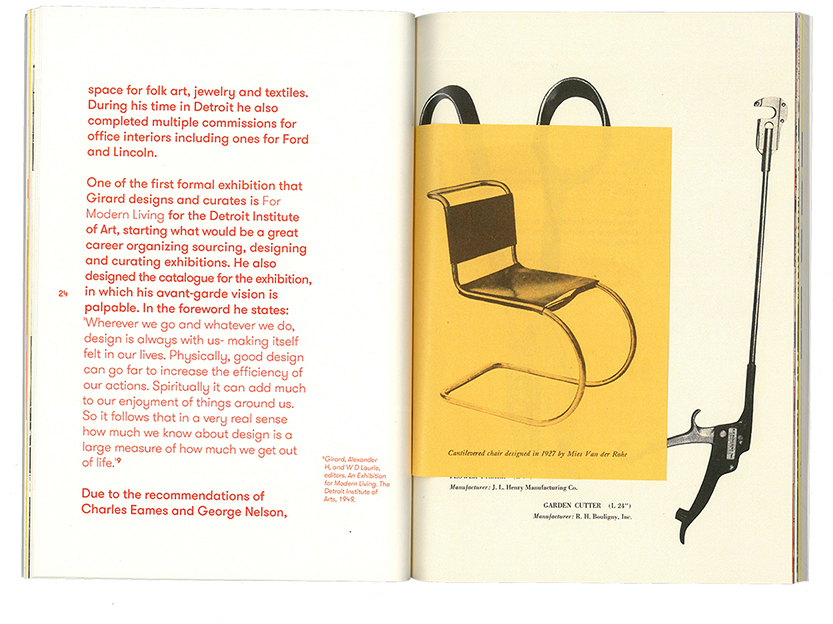 space for folk art, jewelry and textiles.
During his time in Detroit he also
completed multiple commissions for
office interiors including ones for Ford
and Lincoln.
One of the first formal exhibition that
Girard designs and curates is For
Modern Living for the Detroit Institute
of Art, starting what would be a great
career organizing sourcing, designing
and curating exhibitions. He also
designed the catalogue for the exhibition,
in which his avant-garde vision is
palpable. In the foreword he states:
'Wherever we go and whatever we do,
design is always with us- making itself
felt in our lives. Physically, good design
can go far to increase the efficiency of
our actions. Spiritually it can add much
to our enjoyment of things around us.
So it follows that in a very real sense
how much we know about design is a
large measure of how much we get out
of life.'9
Due to the recommendations of
Charles Eames and George Nelson,
24
9Girard, Alexander
H, and W D Laurie,
editors, An Exhibition
for Modern Living. The
Detroit Institute of
Arts, 1949.
Cantilevered chair designed in 1927 by Mies Van der Rohe
Manufacturer: J. L. Henry Manufacturing Co.
GARDEN CUTTER (L 24")
Manufacturer: R. H. Bouligny, Inc.